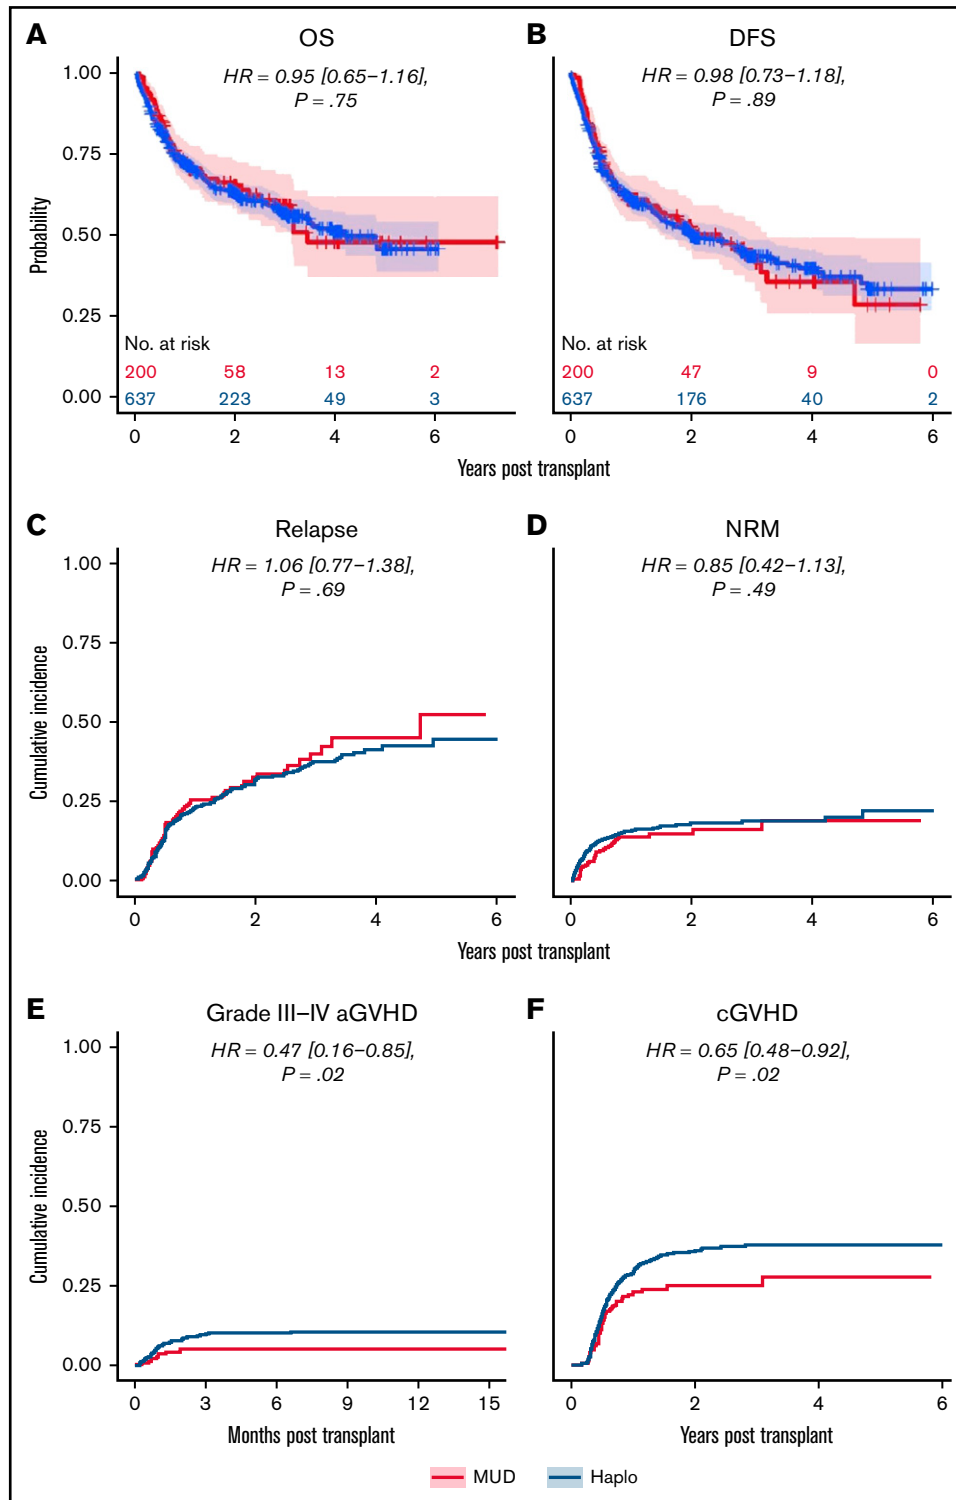 A
OS
HR = 0.95 [0.65–1.16],
P = .75
Probability
1.00
0.75
0.50
0.25
0.00
No. at risk
200 58 13 2
637 223 49 3
0 2 4 6
B
DFS
HR = 0.98 [0.73–1.18],
P = .89
No. at risk
200 47 9 0
637 176 40 2
0 2 4 6
Years post transplant
C
Relapse
HR = 1.06 [0.77–1.38],
P = .69
Cumulative incidence
1.00
0.75
0.50
0.25
0.00
0 2 4 6
D
NRM
HR = 0.85 [0.42–1.13],
P = .49
0 2 4 6
Years post transplant
E
Grade III–IV aGVHD
HR = 0.47 [0.16–0.85],
P = .02
Cumulative incidence
1.00
0.75
0.50
0.25
0.00
0 3 6 9 12 15
Months post transplant
F
cGVHD
HR = 0.65 [0.48–0.92],
P = .02
0 2 4 6
Years post transplant
MUD Haplo